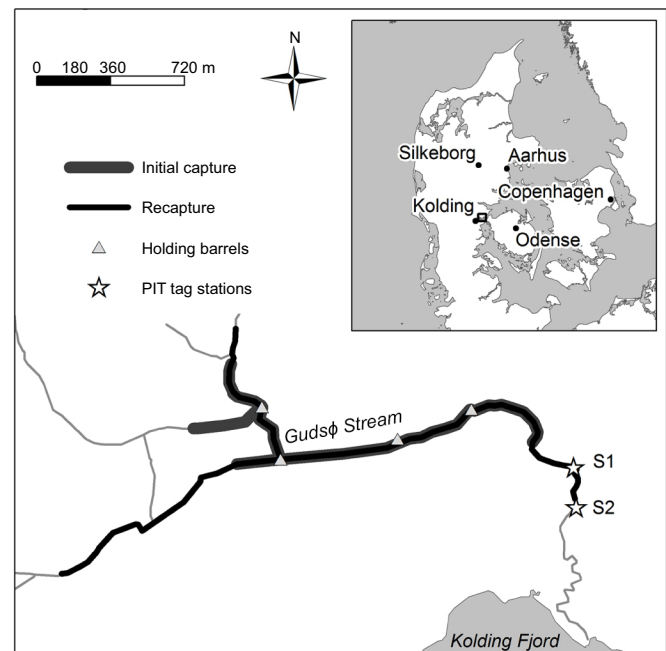 N
0 180 360 720 m
Initial capture
Recapture
Holding barrels
PIT tag stations
Silkeborg
Aarhus
Copenhagen
Kolding
Odense
Gudsϕ Stream
S1
S2
Kolding Fjord